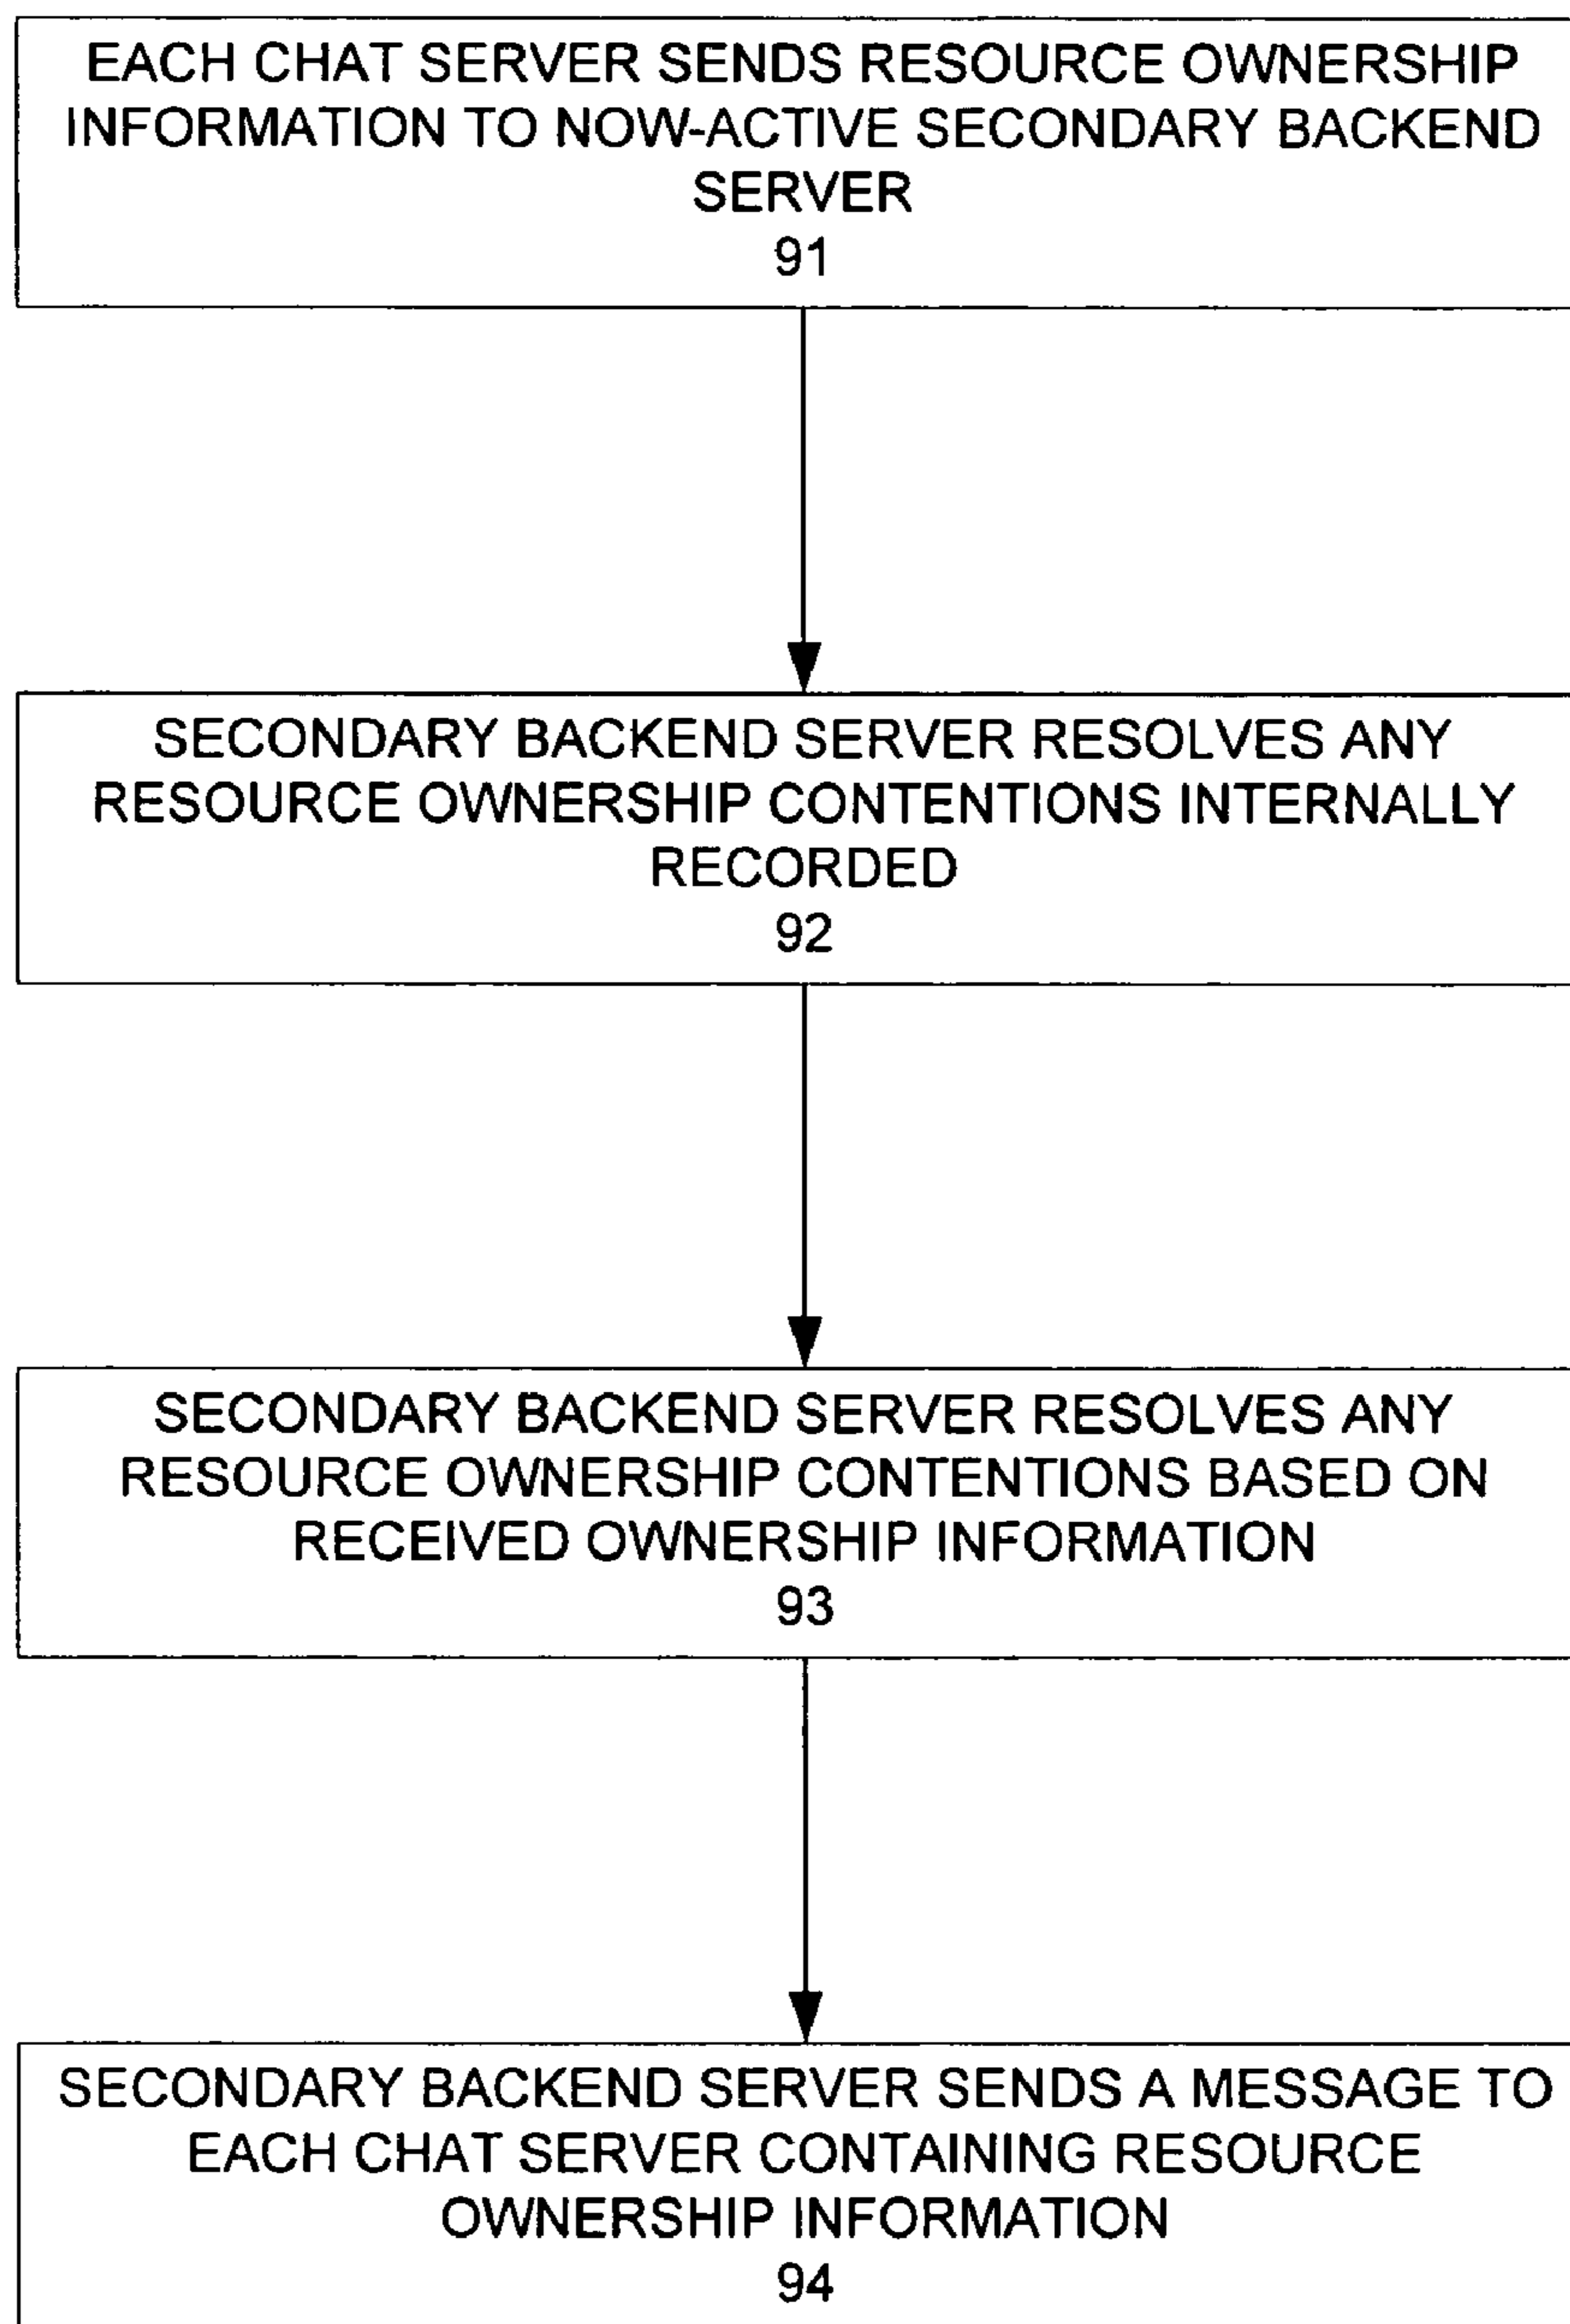 EACH CHAT SERVER SENDS RESOURCE OWNERSHIP
INFORMATION TO NOW-ACTIVE SECONDARY BACKEND
SERVER
91
SECONDARY BACKEND SERVER RESOLVES ANY
RESOURCE OWNERSHIP CONTENTIONS INTERNALLY
RECORDED
92
SECONDARY BACKEND SERVER RESOLVES ANY
RESOURCE OWNERSHIP CONTENTIONS BASED ON
RECEIVED OWNERSHIP INFORMATION
93
SECONDARY BACKEND SERVER SENDS A MESSAGE TO
EACH CHAT SERVER CONTAINING RESOURCE
OWNERSHIP INFORMATION
94